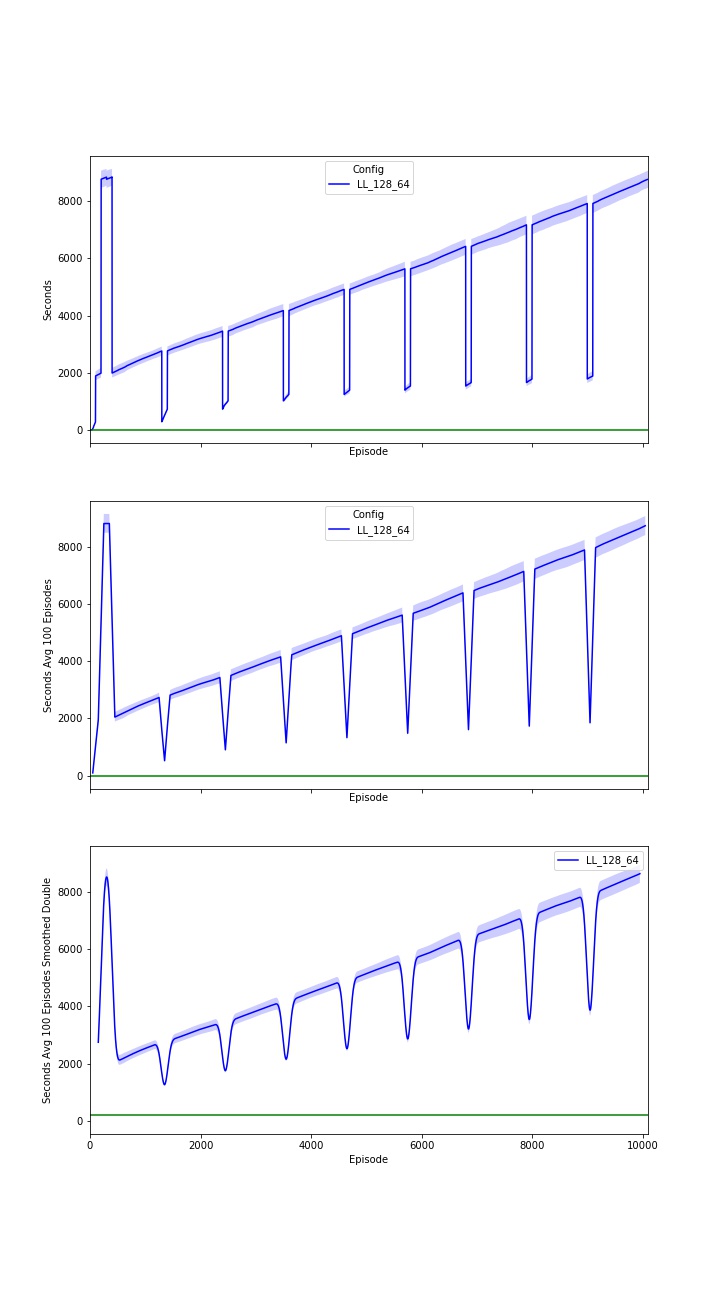 Config
LL_128_64
8000
6000
4000
2000
0
Seconds
Episode
Config
LL_128_64
8000
6000
4000
2000
0
Seconds Avg 100 Episodes
Episode
LL_128_64
8000
6000
4000
2000
0
Seconds Avg 100 Episodes Smoothed Double
0 2000 4000 6000 8000 10000
Episode